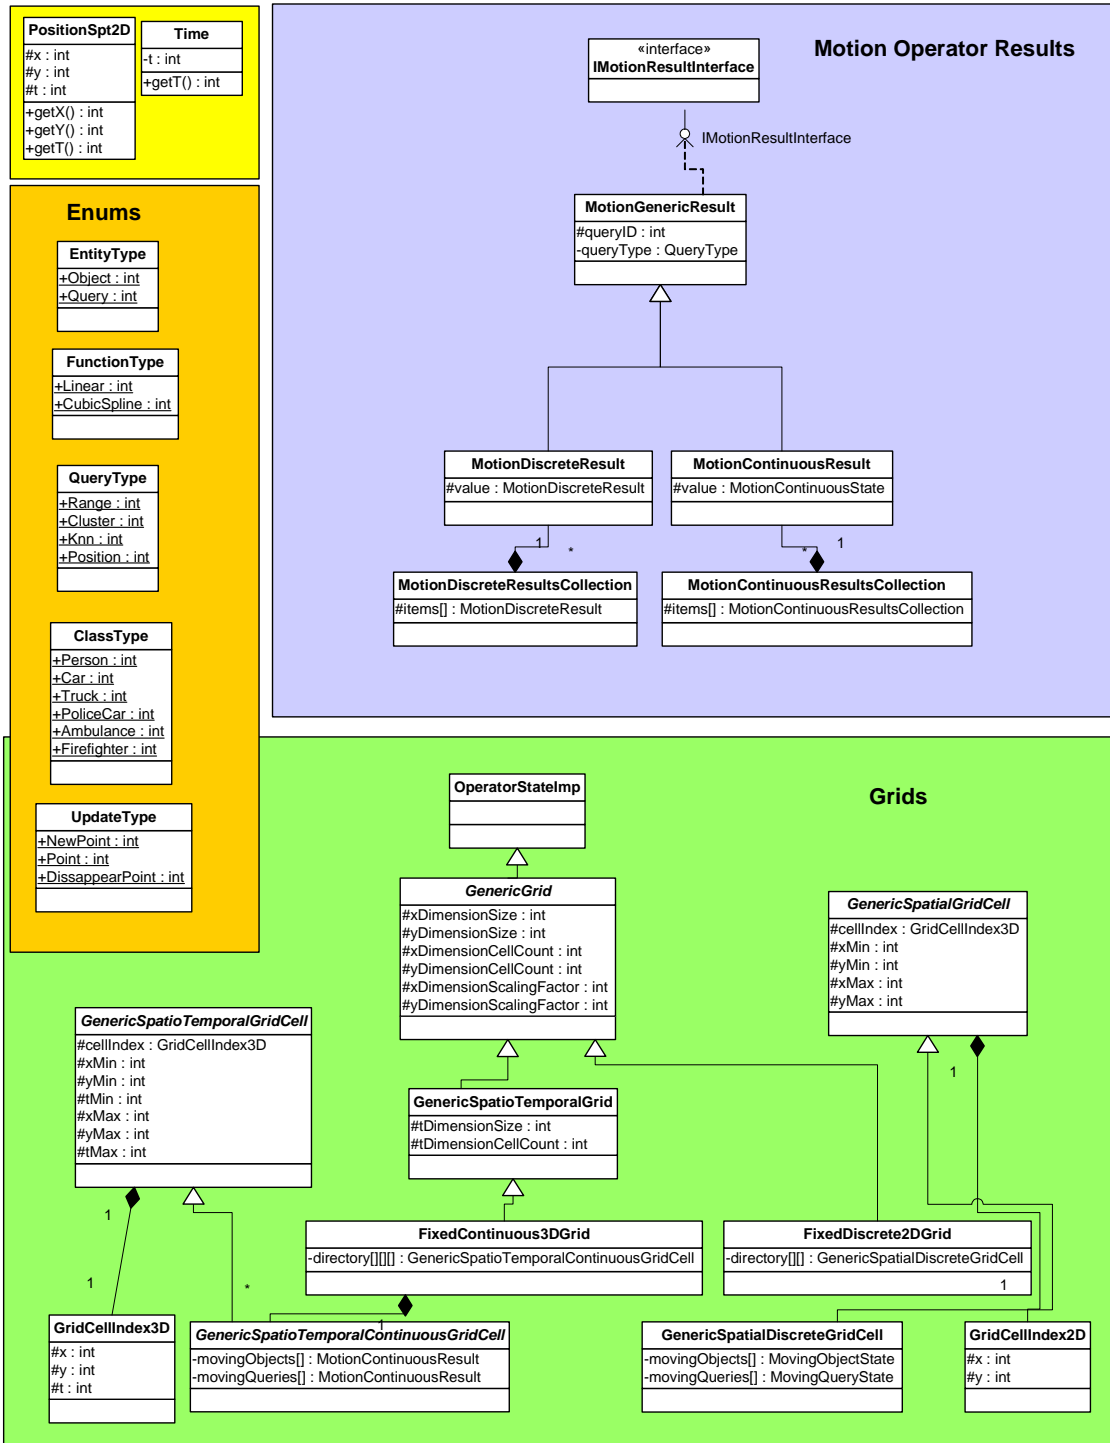 PositionSpt2D
#x : int
#y : int
#t : int
+getX() : int
+getY() : int
+getT() : int
Time
-t : int
+getT() : int
Motion Operator Results
«interface»
IMotionResultInterface
IMotionResultInterface
MotionGenericResult
#queryID : int
-queryType : QueryType
MotionDiscreteResult
#value : MotionDiscreteResult
MotionContinuousResult
#value : MotionContinuousState
1
*
*
1
MotionDiscreteResultsCollection
#items[] : MotionDiscreteResult
MotionContinuousResultsCollection
#items[] : MotionContinuousResultsCollection
Enums
EntityType
+Object : int
+Query : int
FunctionType
+Linear : int
+CubicSpline : int
QueryType
+Range : int
+Cluster : int
+Knn : int
+Position : int
ClassType
+Person : int
+Car : int
+Truck : int
+PoliceCar : int
+Ambulance : int
+Firefighter : int
UpdateType
+NewPoint : int
+Point : int
+DissappearPoint : int
Grids
OperatorStateImp
GenericGrid
#xDimensionSize : int
#yDimensionSize : int
#xDimensionCellCount : int
#yDimensionCellCount : int
#xDimensionScalingFactor : int
#yDimensionScalingFactor : int
GenericSpatialGridCell
#cellIndex : GridCellIndex3D
#xMin : int
#yMin : int
#xMax : int
#yMax : int
GenericSpatioTemporalGridCell
#cellIndex : GridCellIndex3D
#xMin : int
#yMin : int
#tMin : int
#xMax : int
#yMax : int
#tMax : int
GenericSpatioTemporalGrid
#tDimensionSize : int
#tDimensionCellCount : int
1
1
FixedContinuous3DGrid
-directory[][][] : GenericSpatioTemporalContinuousGridCell
FixedDiscrete2DGrid
-directory[][] : GenericSpatialDiscreteGridCell
1
*
1
1
GridCellIndex3D
#x : int
#y : int
#t : int
GenericSpatioTemporalContinuousGridCell
-movingObjects[] : MotionContinuousResult
-movingQueries[] : MotionContinuousResult
GenericSpatialDiscreteGridCell
-movingObjects[] : MovingObjectState
-movingQueries[] : MovingQueryState
GridCellIndex2D
#x : int
#y : int